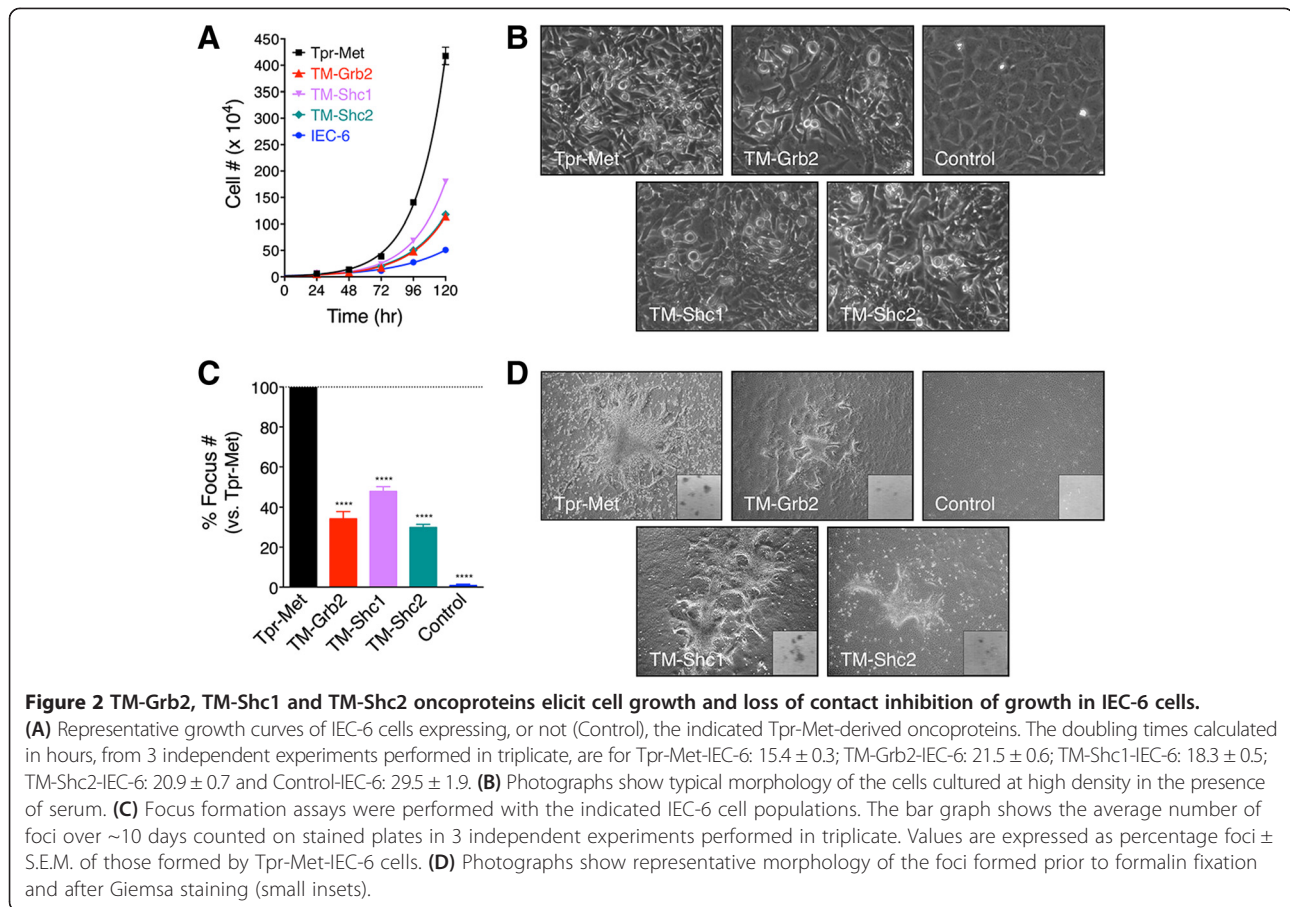 A
450
400
350
300
250
200
150
100
50
0
Cell # (x 10⁴)
Tpr-Met
TM-Grb2
TM-Shc1
TM-Shc2
IEC-6
0 24 48 72 96 120
Time (hr)
B
Tpr-Met
TM-Grb2
Control
TM-Shc1
TM-Shc2
C
100
80
60
40
20
0
% Focus #
(vs. Tpr-Met)
****
****
****
****
Tpr-Met
TM-Grb2
TM-Shc1
TM-Shc2
Control
D
Tpr-Met
TM-Grb2
Control
TM-Shc1
TM-Shc2
Figure 2 TM-Grb2, TM-Shc1 and TM-Shc2 oncoproteins elicit cell growth and loss of contact inhibition of growth in IEC-6 cells.
(A) Representative growth curves of IEC-6 cells expressing, or not (Control), the indicated Tpr-Met-derived oncoproteins. The doubling times calculated
in hours, from 3 independent experiments performed in triplicate, are for Tpr-Met-IEC-6: 15.4 ± 0.3; TM-Grb2-IEC-6: 21.5 ± 0.6; TM-Shc1-IEC-6: 18.3 ± 0.5;
TM-Shc2-IEC-6: 20.9 ± 0.7 and Control-IEC-6: 29.5 ± 1.9. (B) Photographs show typical morphology of the cells cultured at high density in the presence
of serum. (C) Focus formation assays were performed with the indicated IEC-6 cell populations. The bar graph shows the average number of
foci over ~10 days counted on stained plates in 3 independent experiments performed in triplicate. Values are expressed as percentage foci ±
S.E.M. of those formed by Tpr-Met-IEC-6 cells. (D) Photographs show representative morphology of the foci formed prior to formalin fixation
and after Giemsa staining (small insets).